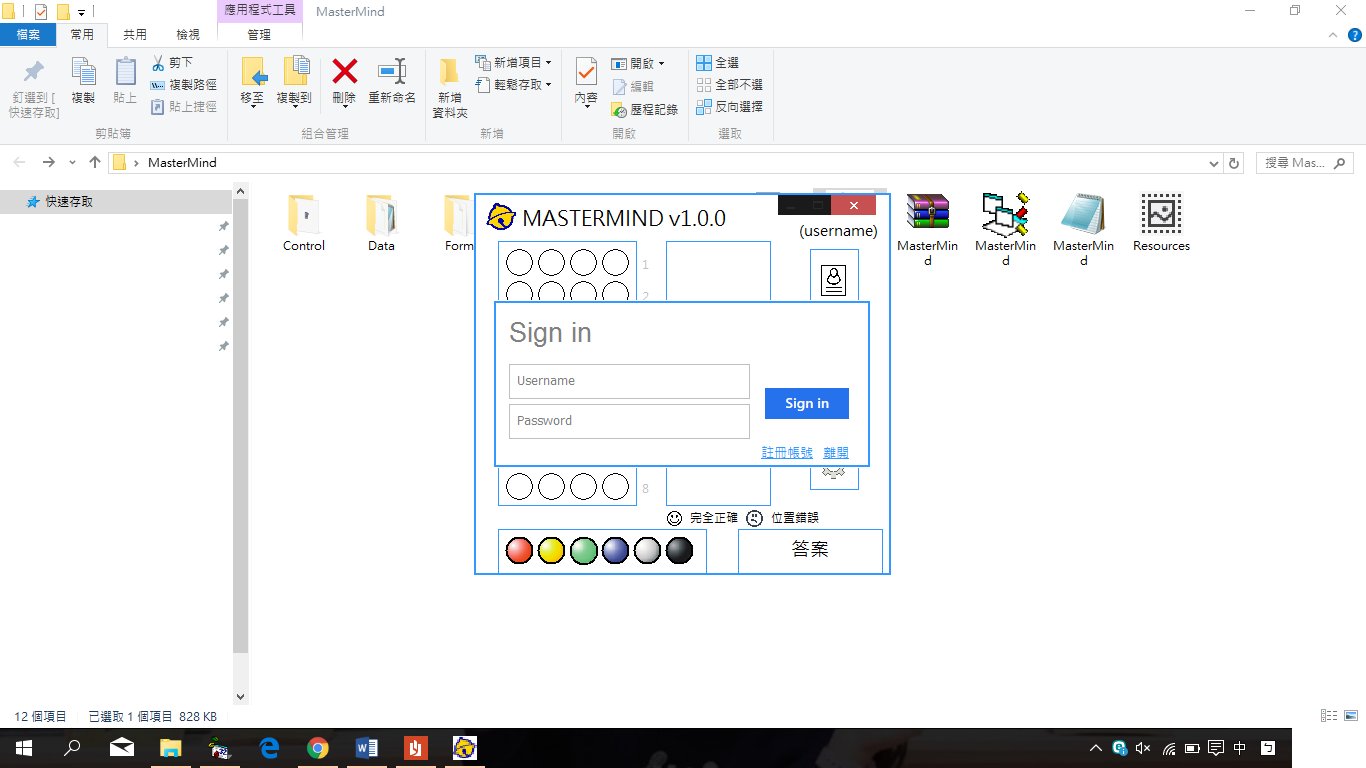 應用程式工具 MasterMind
檔案 常用 共用 檢視 管理
釘選到 [
快速存取]
複製
貼上
剪下
複製路徑
貼上捷徑
剪貼簿
移至
複製到
刪除
重新命名
組合管理
新增
資料夾
新增項目
輕鬆存取
新增
內容
開啟
編輯
歷程記錄
開啟
全選
全部不選
反向選擇
選取
MasterMind
搜尋 Mas...
快速存取
Control
Data
Form
MasterMin
d
MasterMin
d
MasterMin
d
Resources
MASTERMIND v1.0.0
(username)
1
2
Sign in
Username
Password
Sign in
註冊帳號 離開
8
完全正確 位置錯誤
答案
12 個項目 已選取 1 個項目 828 KB
中